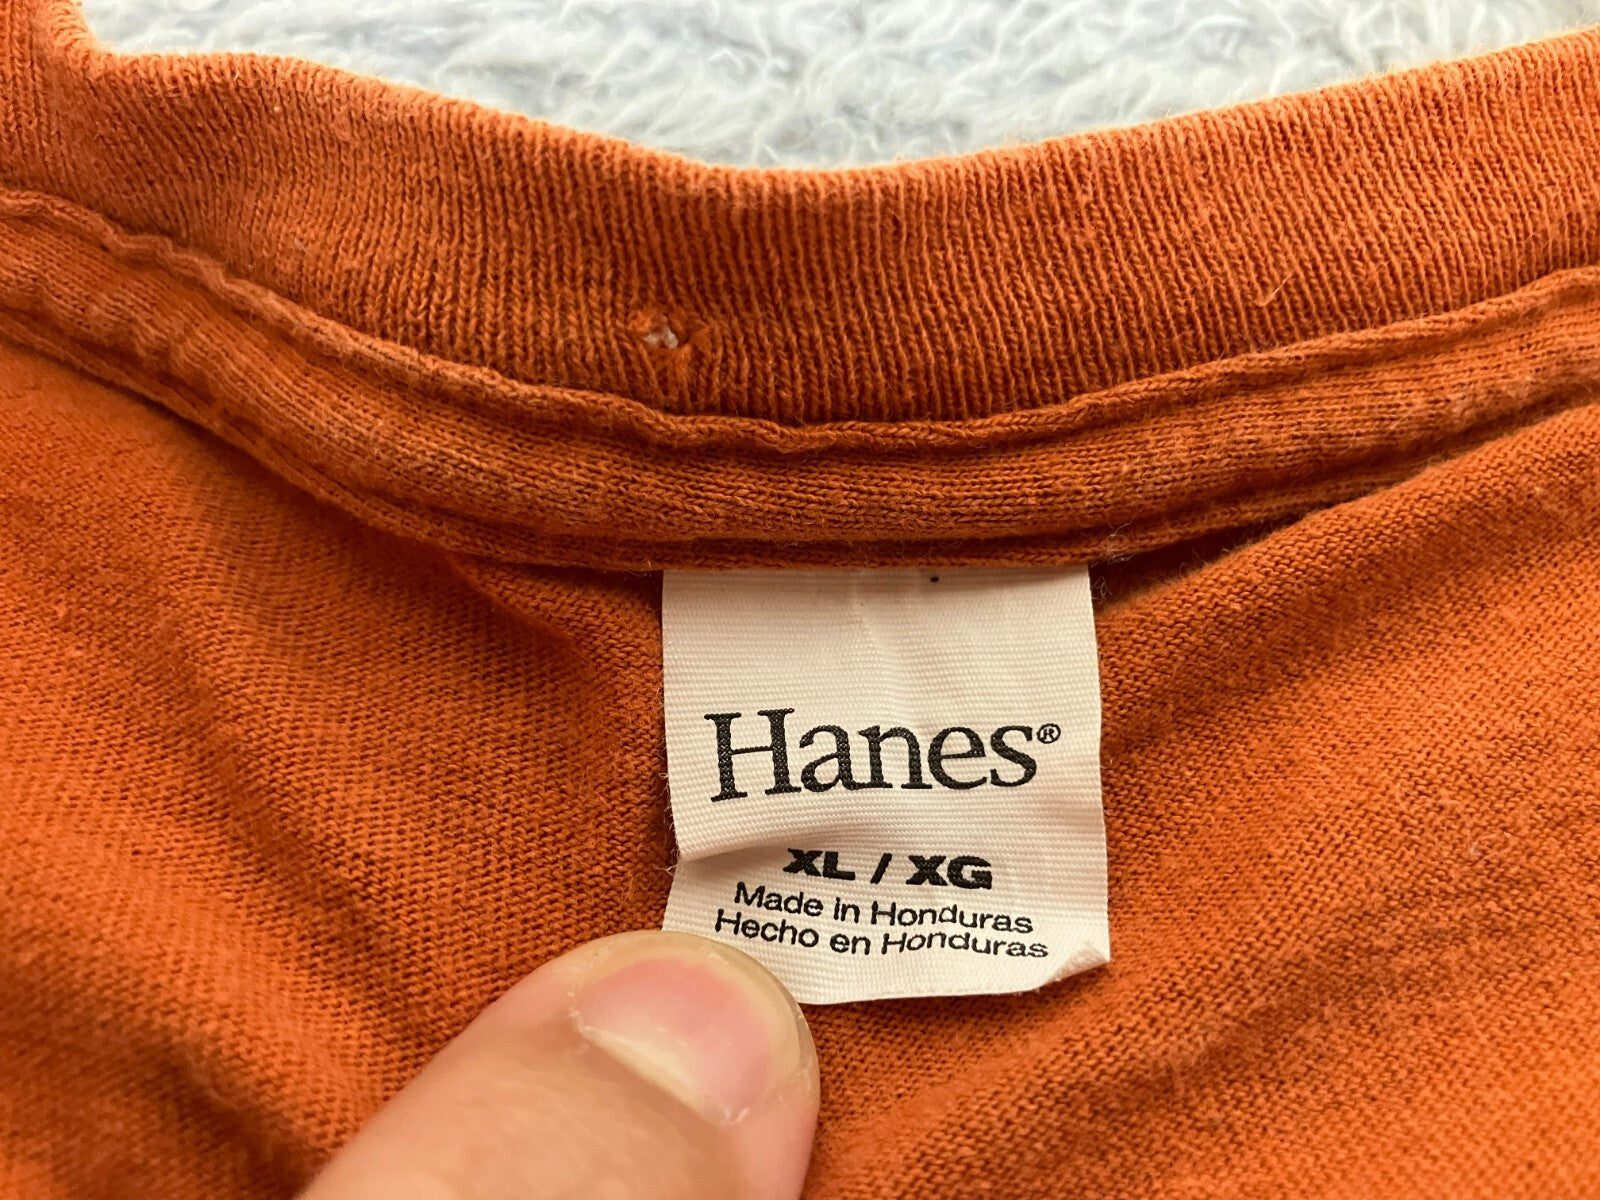 Hanes®
XL / XG
Made in Honduras
Hecho en Honduras